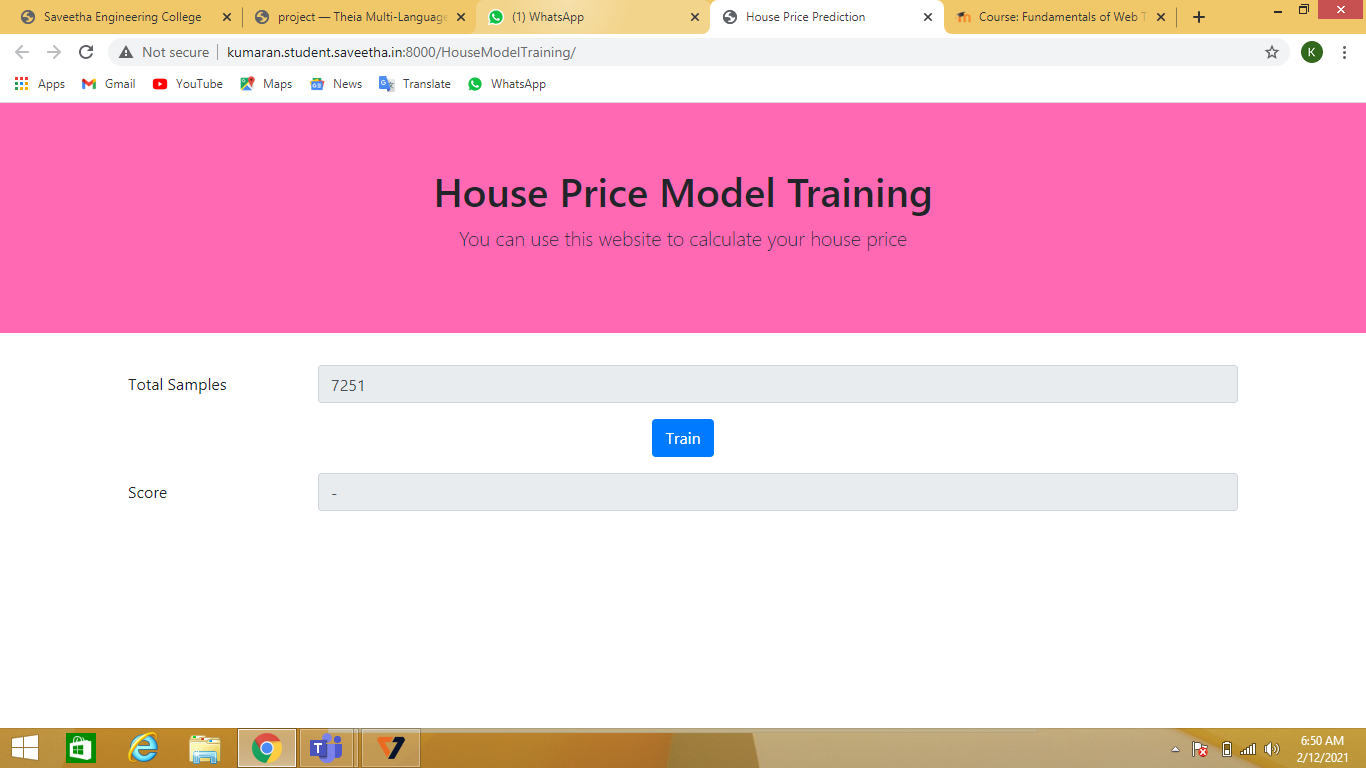 Saveetha Engineering College
project — Theia Multi-Language
(1) WhatsApp
House Price Prediction
Course: Fundamentals of Web T
Not secure
kumaran.student.saveetha.in:8000/HouseModelTraining/
K
Apps
Gmail
YouTube
Maps
News
Translate
WhatsApp
House Price Model Training
You can use this website to calculate your house price
Total Samples
7251
Train
Score
-
6:50 AM
2/12/2021